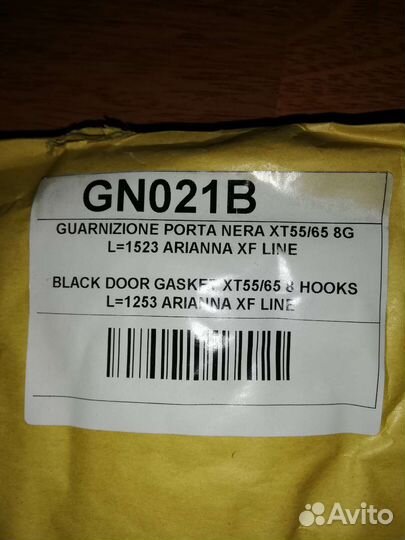 GN021B
GUARNIZIONE PORTA NERA XT55/65 8G
L=1523 ARIANNA XF LINE
BLACK DOOR GASKET XT55/65 8 HOOKS
L=1253 ARIANNA XF LINE
Avito